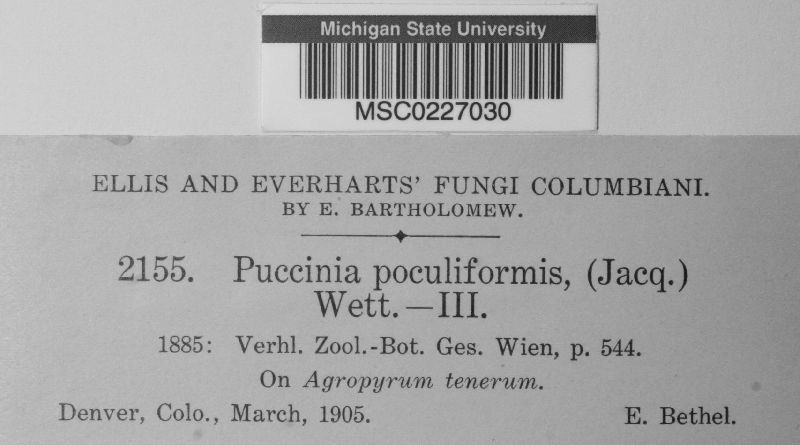 Michigan State University
MSC0227030
ELLIS AND EVERHARTS' FUNGI COLUMBIANI.
BY E. BARTHOLOMEW.
2155. Puccinia poculiformis, (Jacq.)
Wett.—III.
1885: Verhl. Zool.-Bot. Ges. Wien, p. 544.
On Agropyrum tenerum.
Denver, Colo., March, 1905. E. Bethel.